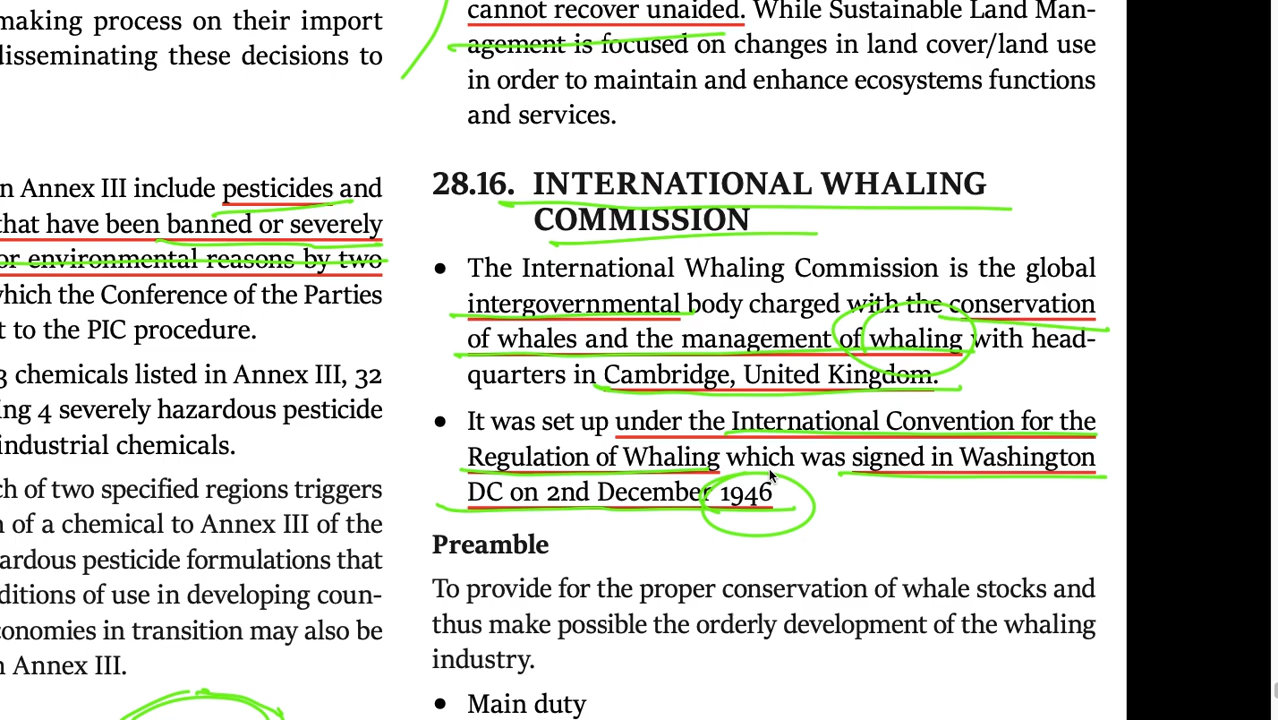 making process on their import
disseminating these decisions to
n Annex III include pesticides and
that have been banned or severely
or environmental reasons by two
which the Conference of the Parties
t to the PIC procedure.
3 chemicals listed in Annex III, 32
ing 4 severely hazardous pesticide
industrial chemicals.
ch of two specified regions triggers
n of a chemical to Annex III of the
ardous pesticide formulations that
ditions of use in developing coun-
conomies in transition may also be
n Annex III.
cannot recover unaided. While Sustainable Land Man-
agement is focused on changes in land cover/land use
in order to maintain and enhance ecosystems functions
and services.
28.16. INTERNATIONAL WHALING
COMMISSION
• The International Whaling Commission is the global
intergovernmental body charged with the conservation
of whales and the management of whaling with head-
quarters in Cambridge, United Kingdom.
• It was set up under the International Convention for the
Regulation of Whaling which was signed in Washington
DC on 2nd December 1946
Preamble
To provide for the proper conservation of whale stocks and
thus make possible the orderly development of the whaling
industry.
• Main duty